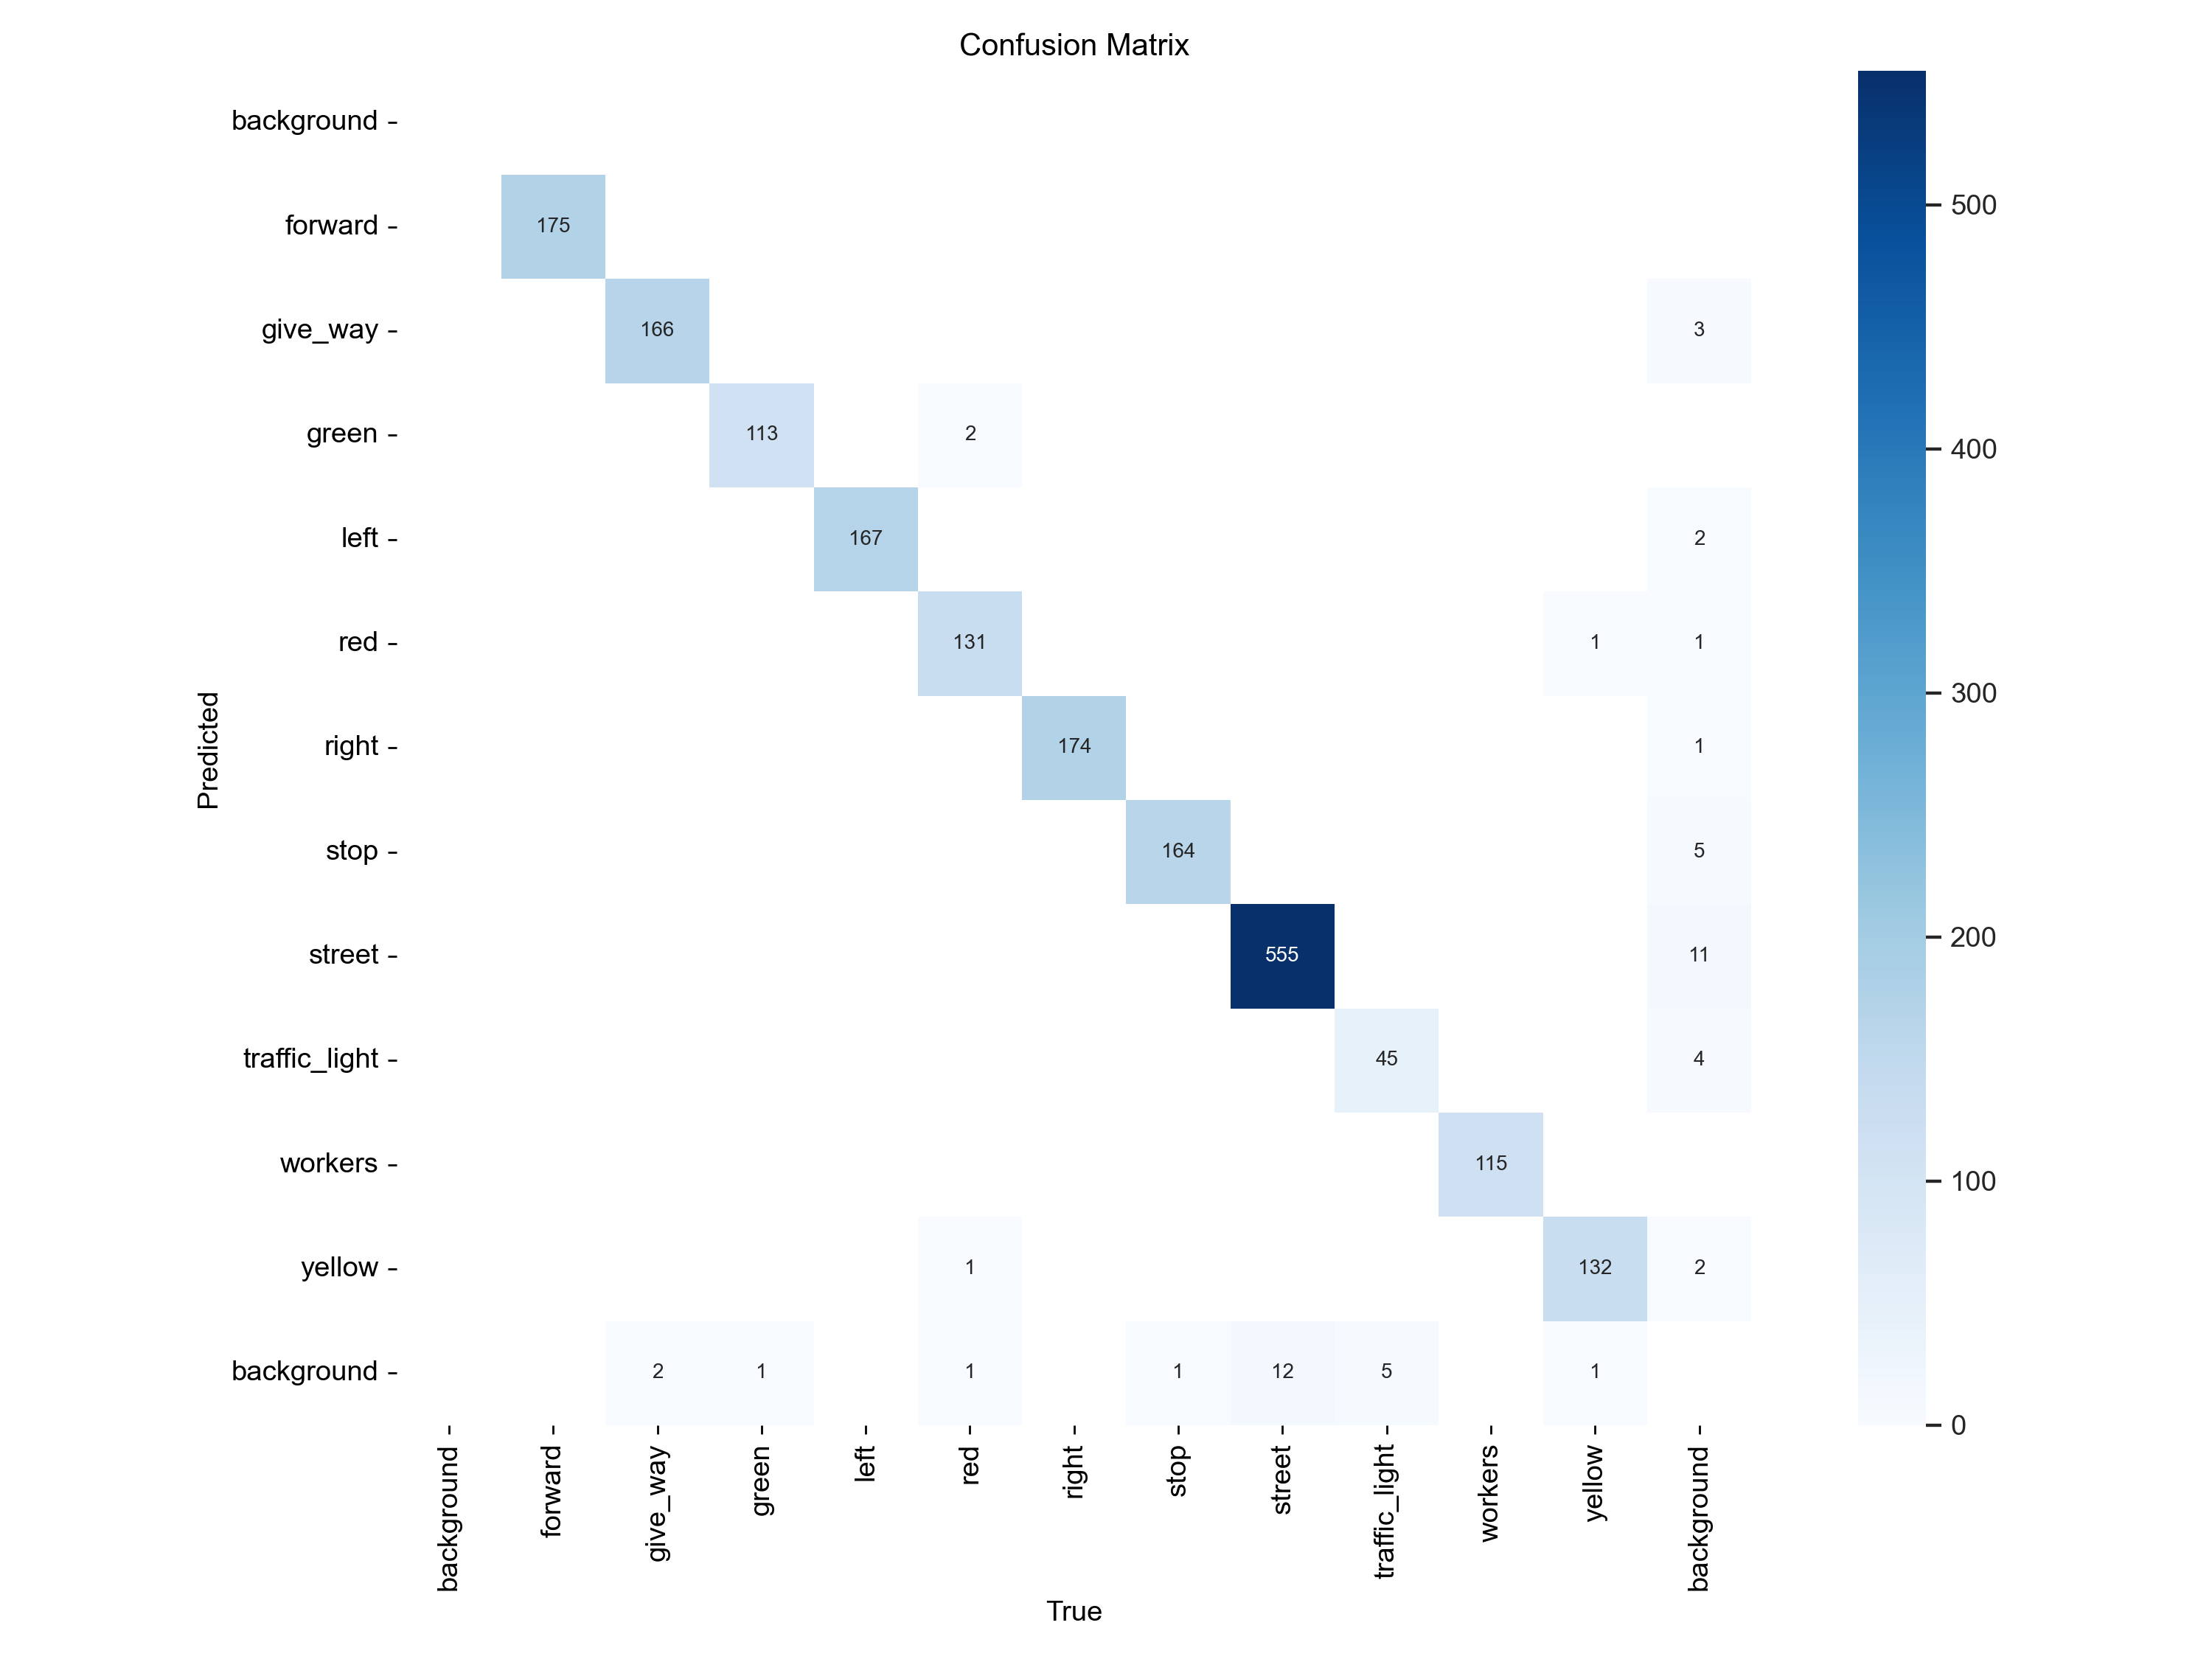 Confusion Matrix
background
forward 175
give_way 166 3
green 113 2
left 167 2
red 131 1 1
right 174 1
stop 164 5
street 555 11
traffic_light 45 4
workers 115
yellow 1 132 2
background 2 1 1 1 12 5 1
Predicted
background forward give_way green left red right stop street traffic_light workers yellow background
True
500
400
300
200
100
0